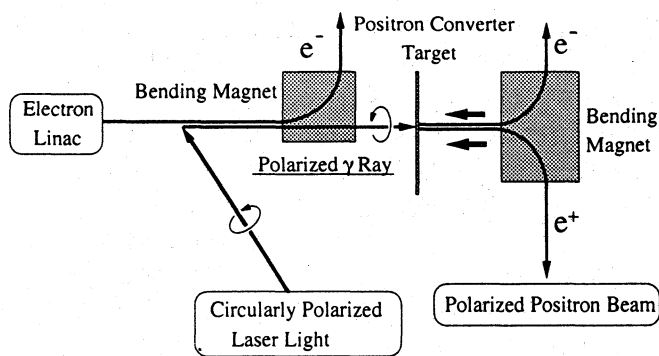 Positron Converter
Target
e-
e-
Bending Magnet
Electron
Linac
Bending
Magnet
Polarized γ Ray
e+
Circularly Polarized
Laser Light
Polarized Positron Beam